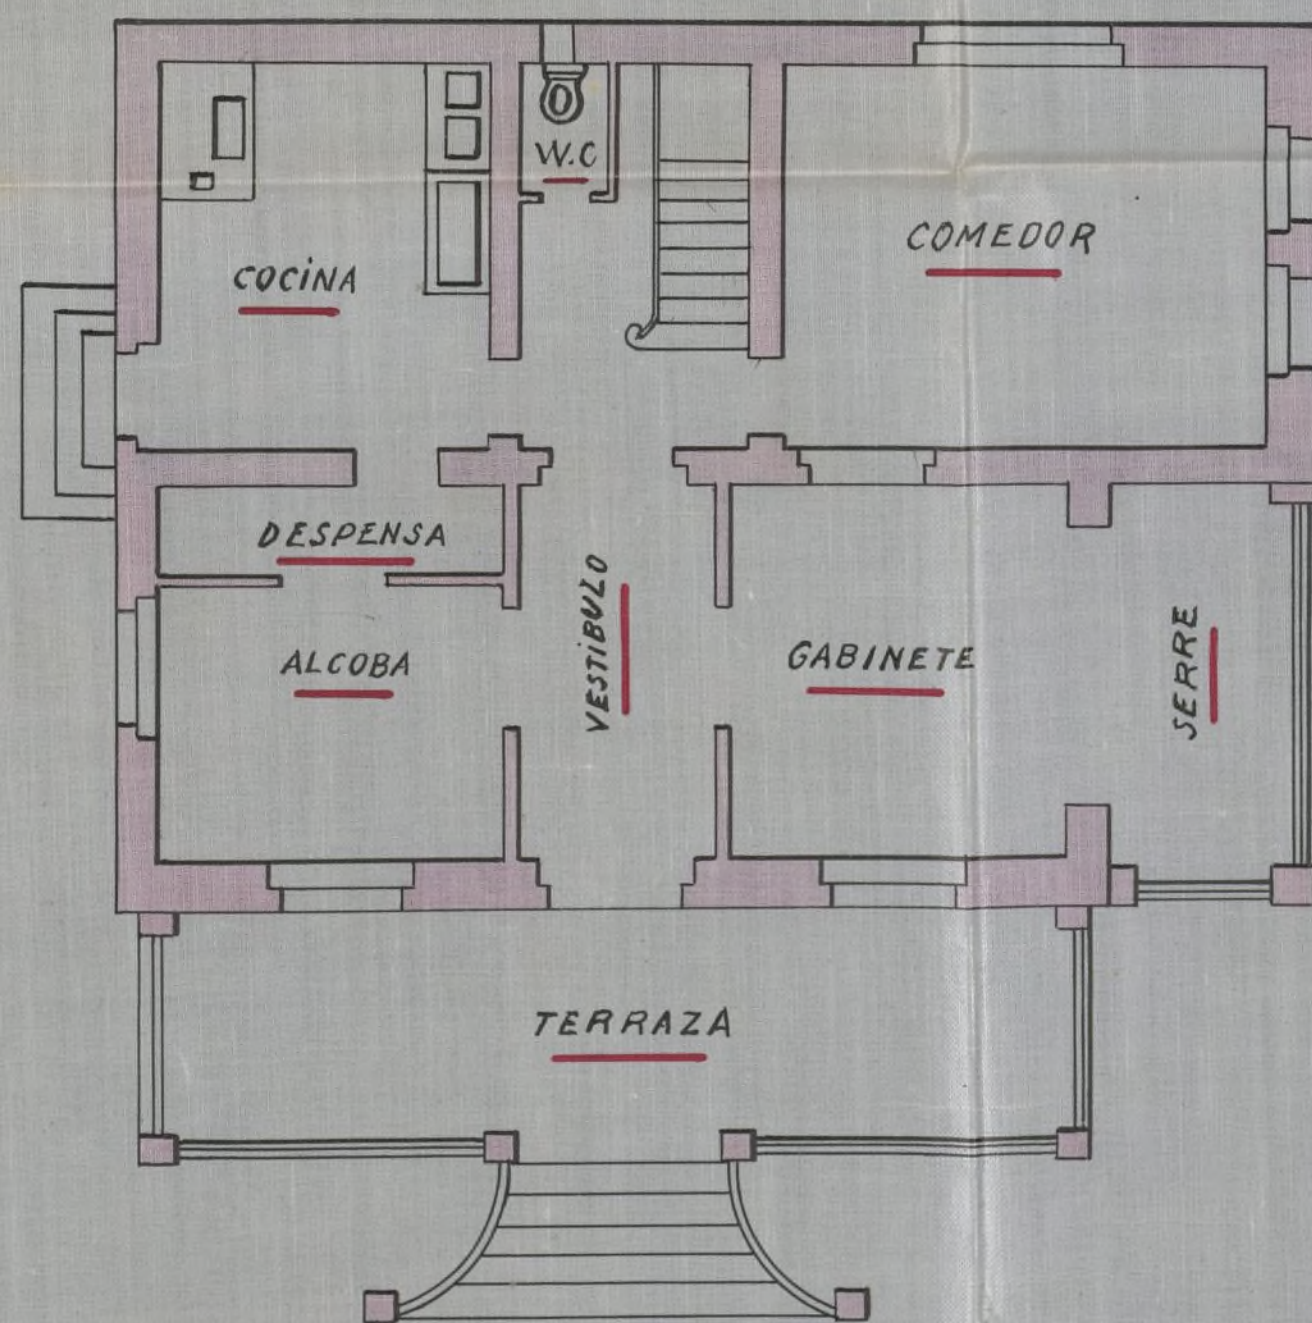 W.C
COMEDOR
COCINA
DESPENSA
VESTIBULO
ALCOBA
GABINETE
SERRE
TERRAZA